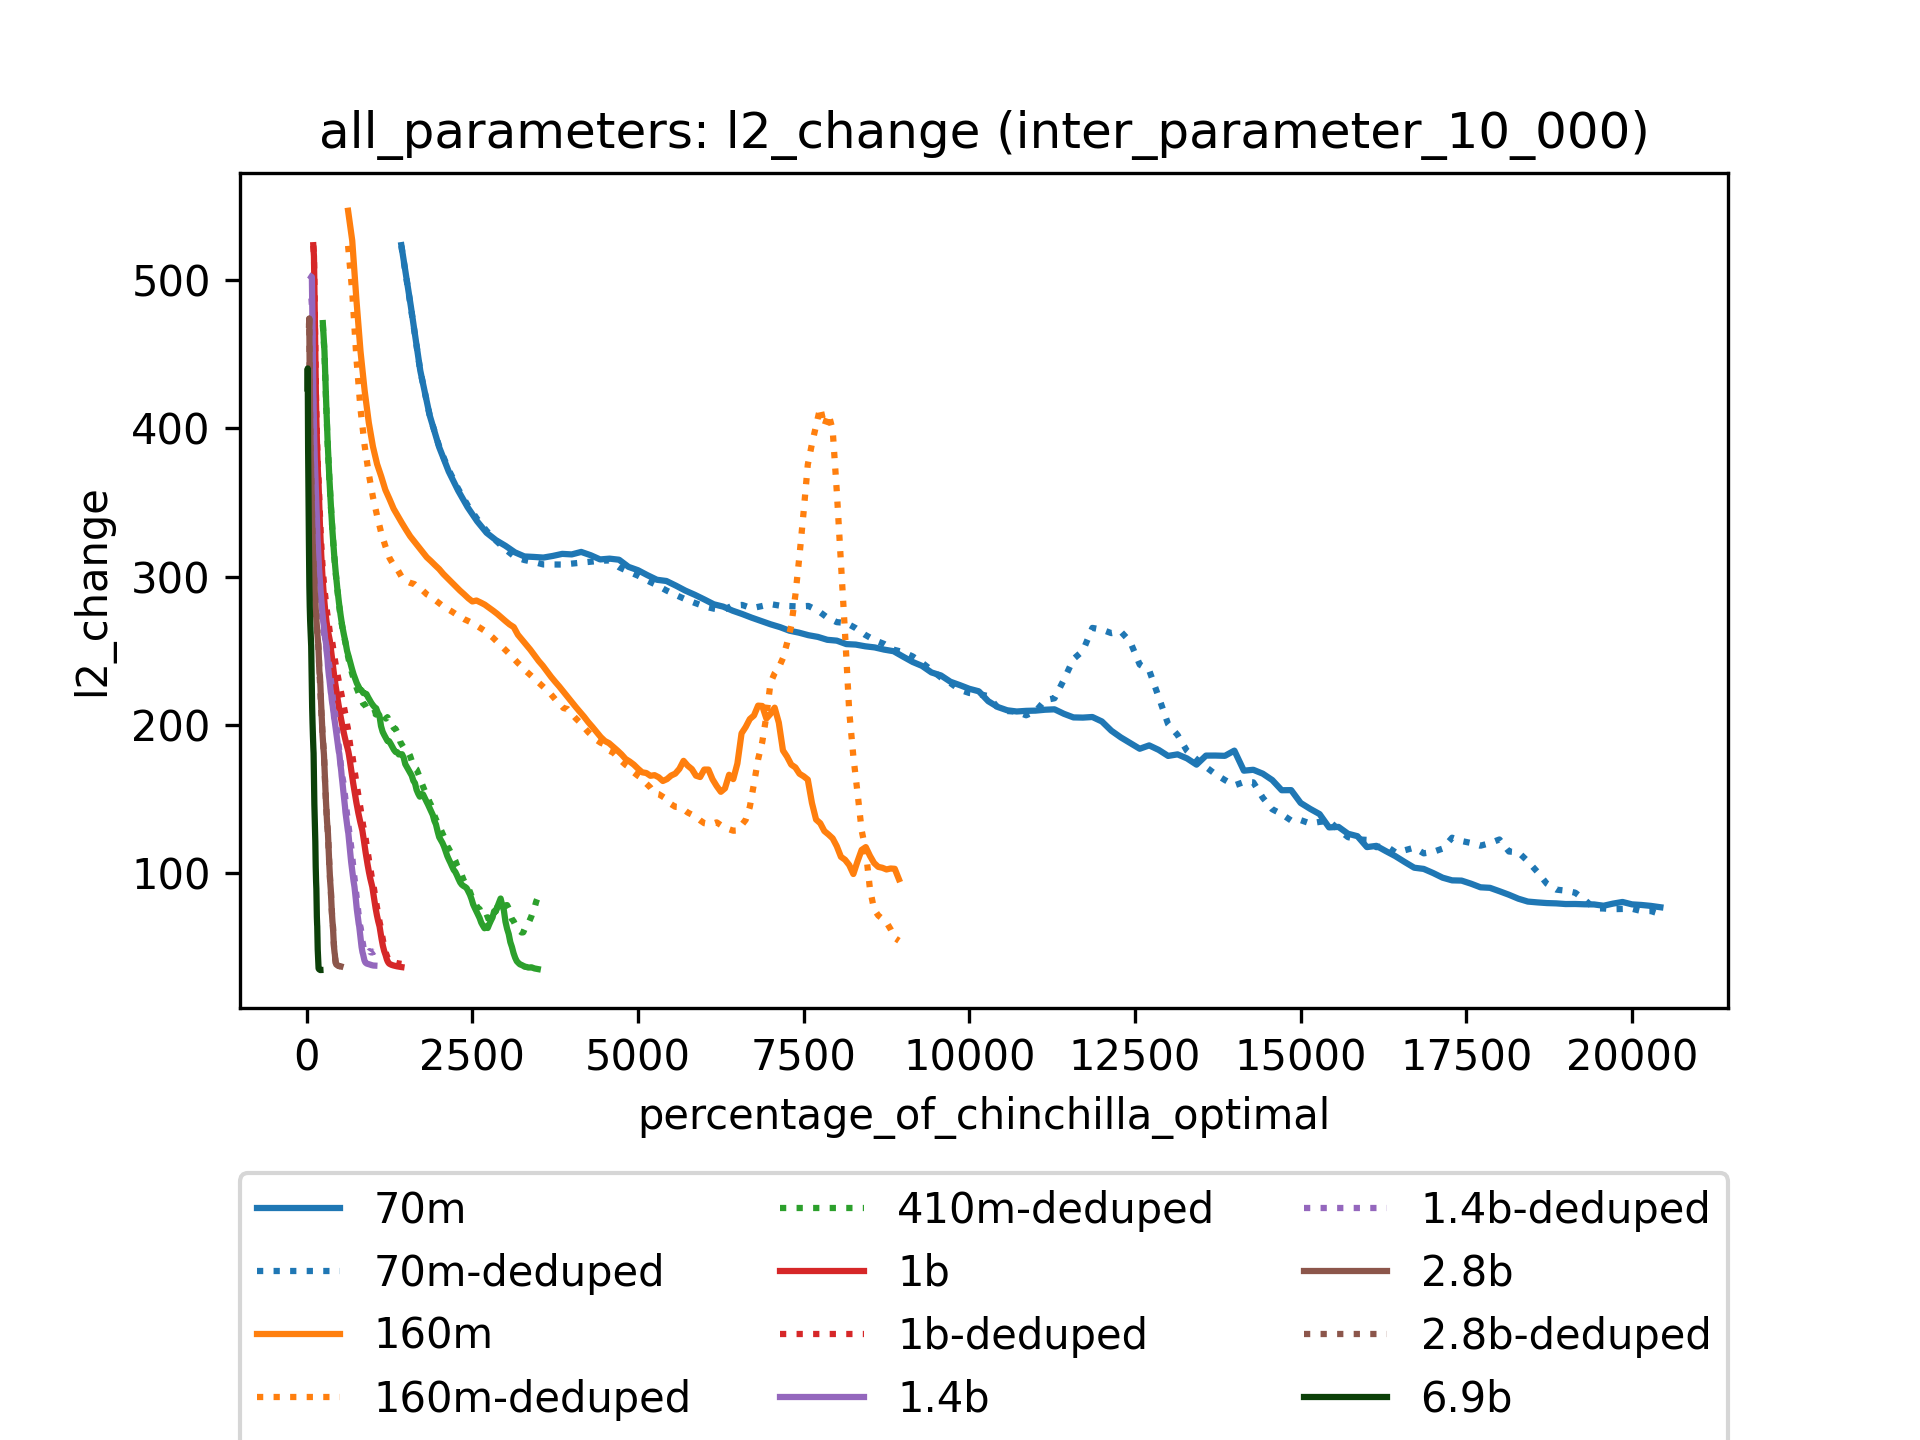 all_parameters: l2_change (inter_parameter_10_000)
500
400
300
200
100
l2_change
0 2500 5000 7500 10000 12500 15000 17500 20000
percentage_of_chinchilla_optimal
70m
70m-deduped
160m
160m-deduped
410m-deduped
1b
1b-deduped
1.4b
1.4b-deduped
2.8b
2.8b-deduped
6.9b